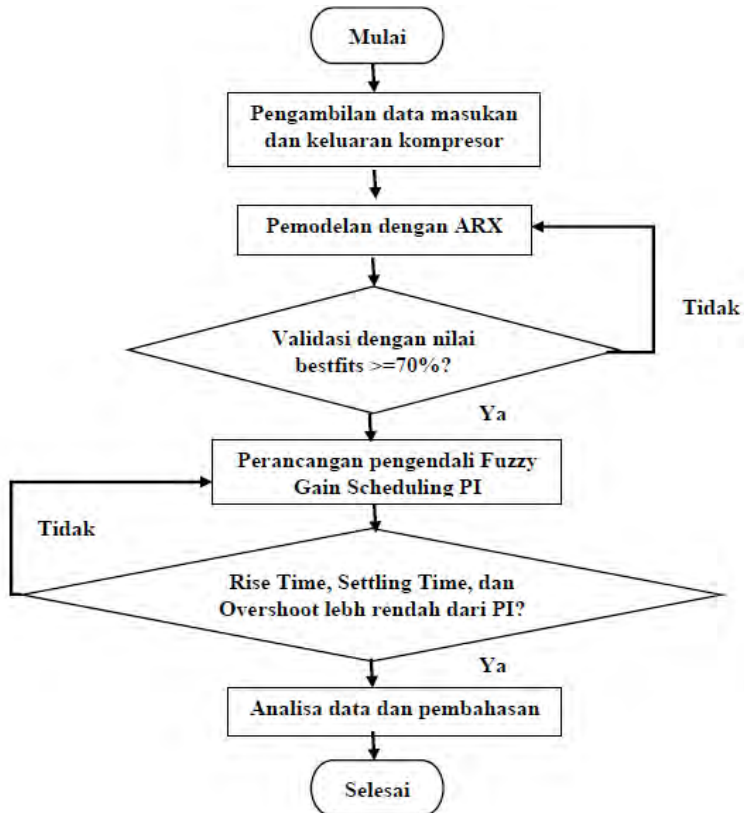 Mulai
Pengambilan data masukan
dan keluaran kompresor
Pemodelan dengan ARX
Tidak
Validasi dengan nilai
bestfits >=70%?
Ya
Perancangan pengendali Fuzzy
Gain Scheduling PI
Tidak
Rise Time, Settling Time, dan
Overshoot lebh rendah dari PI?
Ya
Analisa data dan pembahasan
Selesai